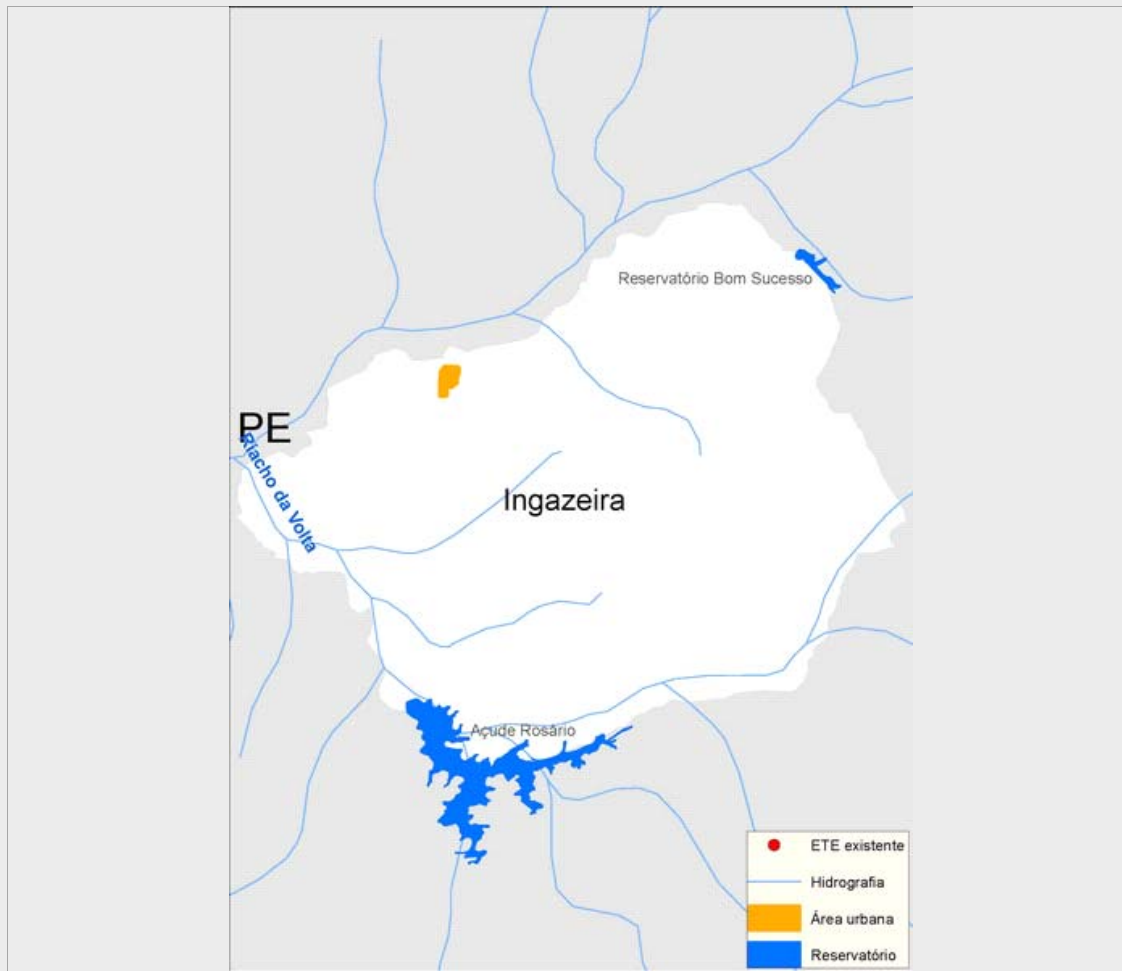 Reservatório Bom Sucesso
PE
Riacho da Volta
Ingazeira
Açude Rosário
ETE existente
Hidrografia
Área urbana
Reservatório